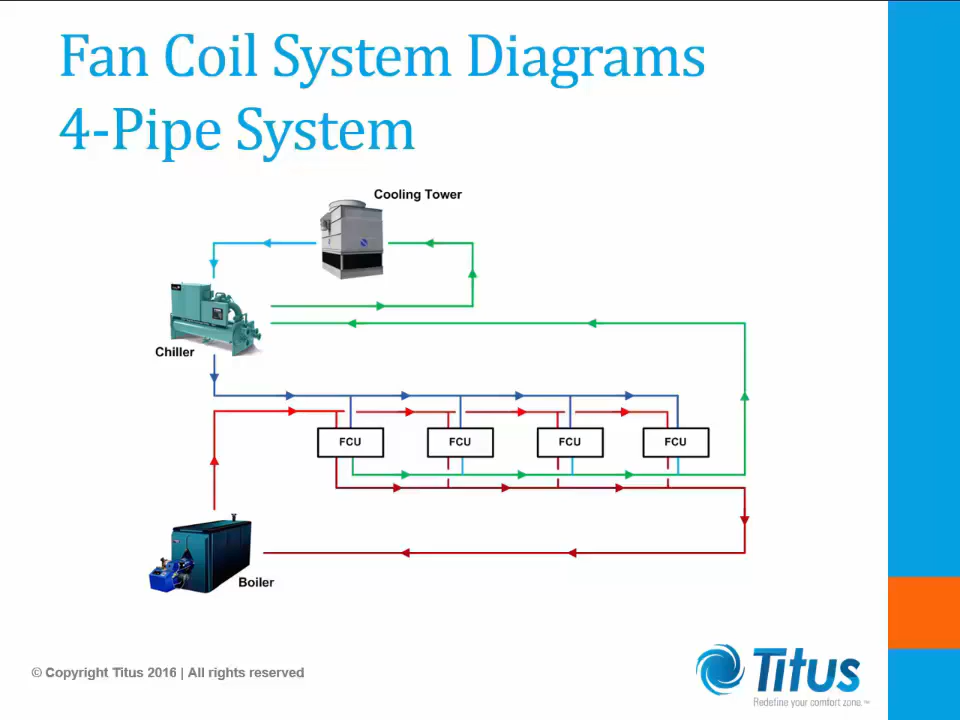 Fan Coil System Diagrams
4-Pipe System
Cooling Tower
Chiller
FCU FCU FCU FCU
Boiler
© Copyright Titus 2016 | All rights reserved
Titus
Redefine your comfort zone.™